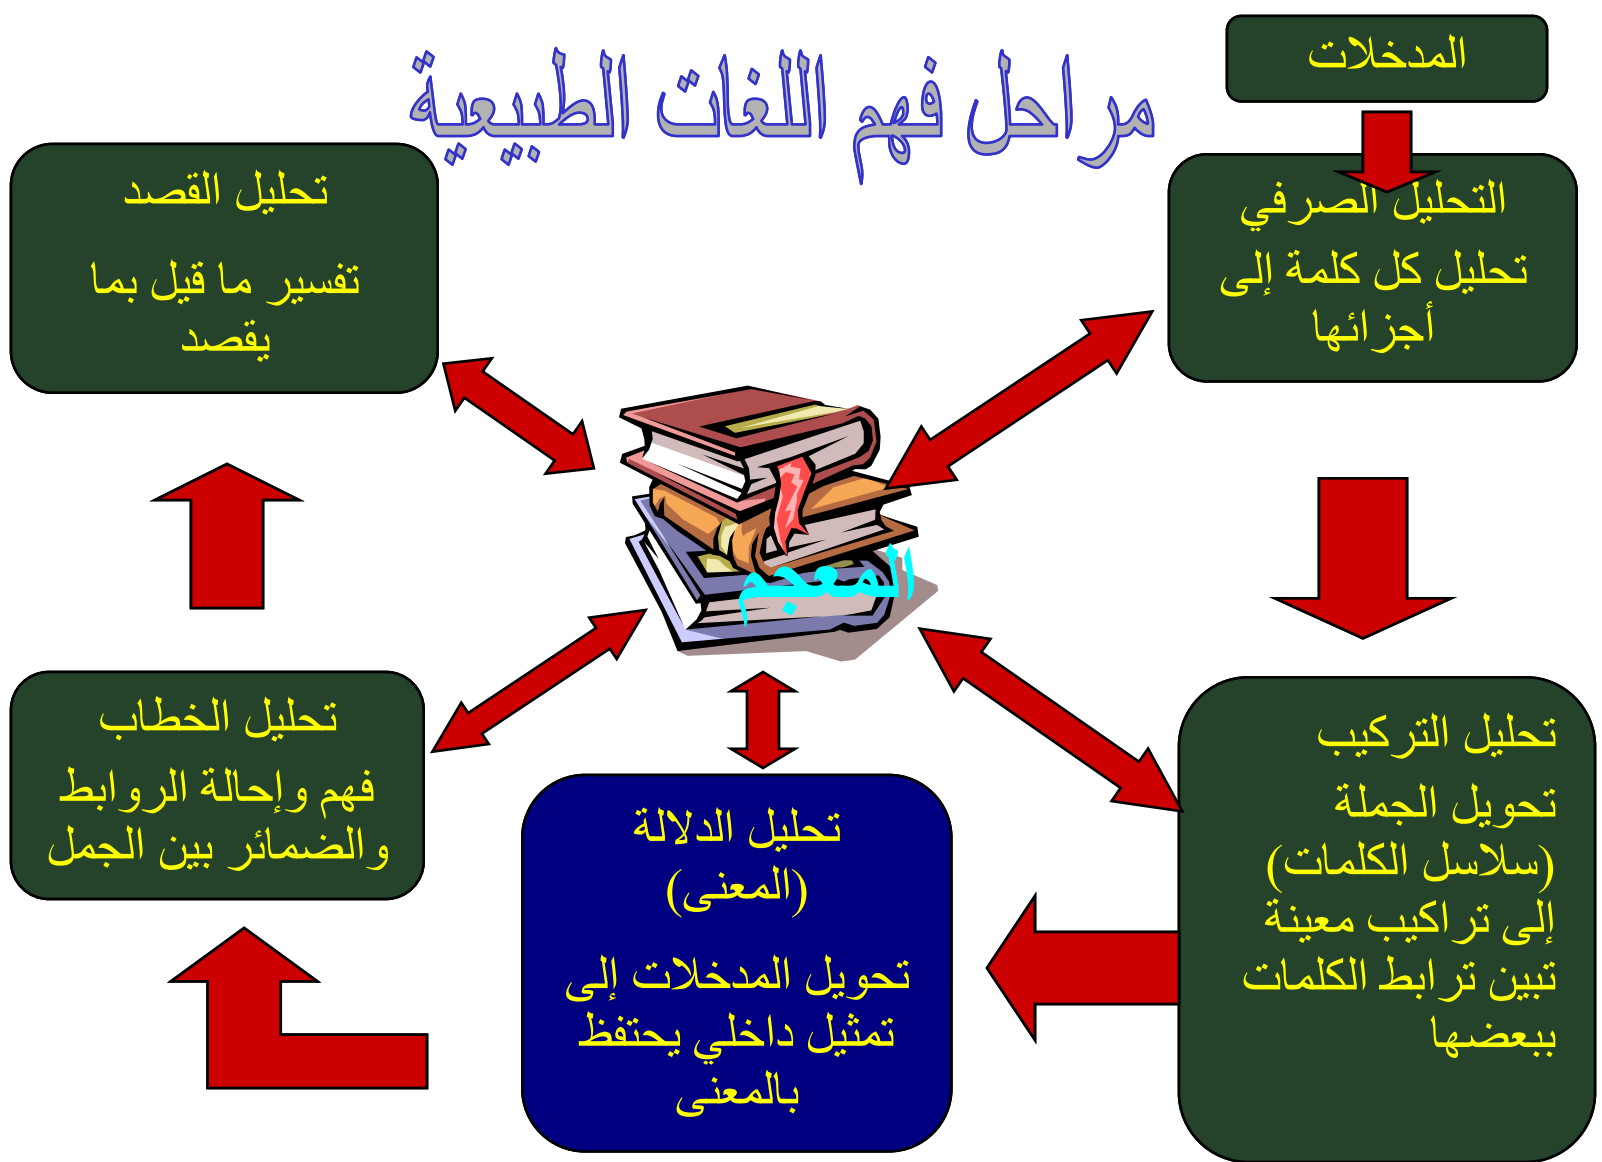 مراحل فهم اللغات الطبيعية
المدخلات
التحليل الصرفي
تحليل كل كلمة إلى
أجزائها
تحليل التركيب
تحويل الجملة
(سلاسل الكلمات)
إلى تراكيب معينة
تبين ترابط الكلمات
ببعضها
تحليل الدلالة
(المعنى)
تحويل المدخلات إلى
تمثيل داخلي يحتفظ
بالمعنى
تحليل الخطاب
فهم وإحالة الروابط
والضمائر بين الجمل
تحليل القصد
تفسير ما قيل بما
يقصد
المعجم